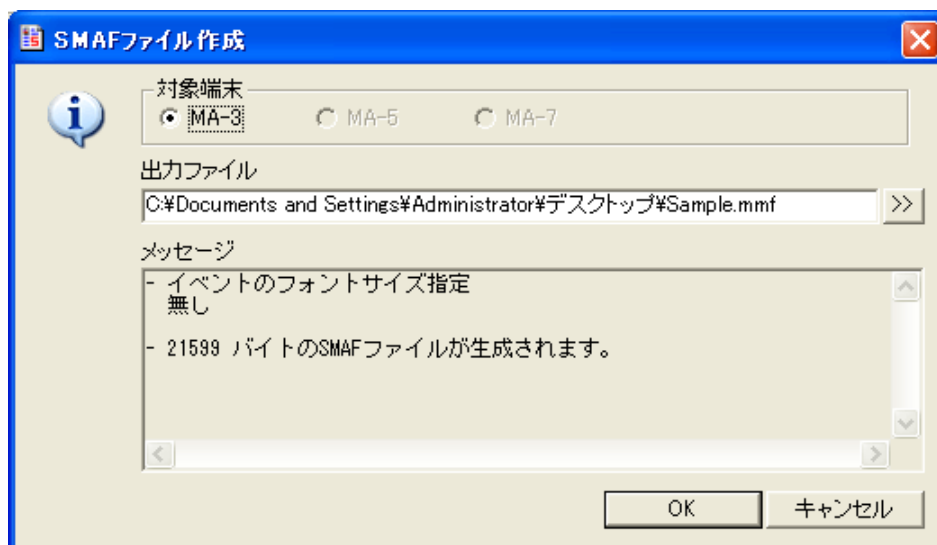 SMAFファイル作成
対象端末
MA-3 MA-5 MA-7
出力ファイル
C:¥Documents and Settings¥Administrator¥デスクトップ¥Sample.mmf >>
メッセージ
- イベントのフォントサイズ指定
無し
- 21599 バイトのSMAFファイルが生成されます。
OK キャンセル